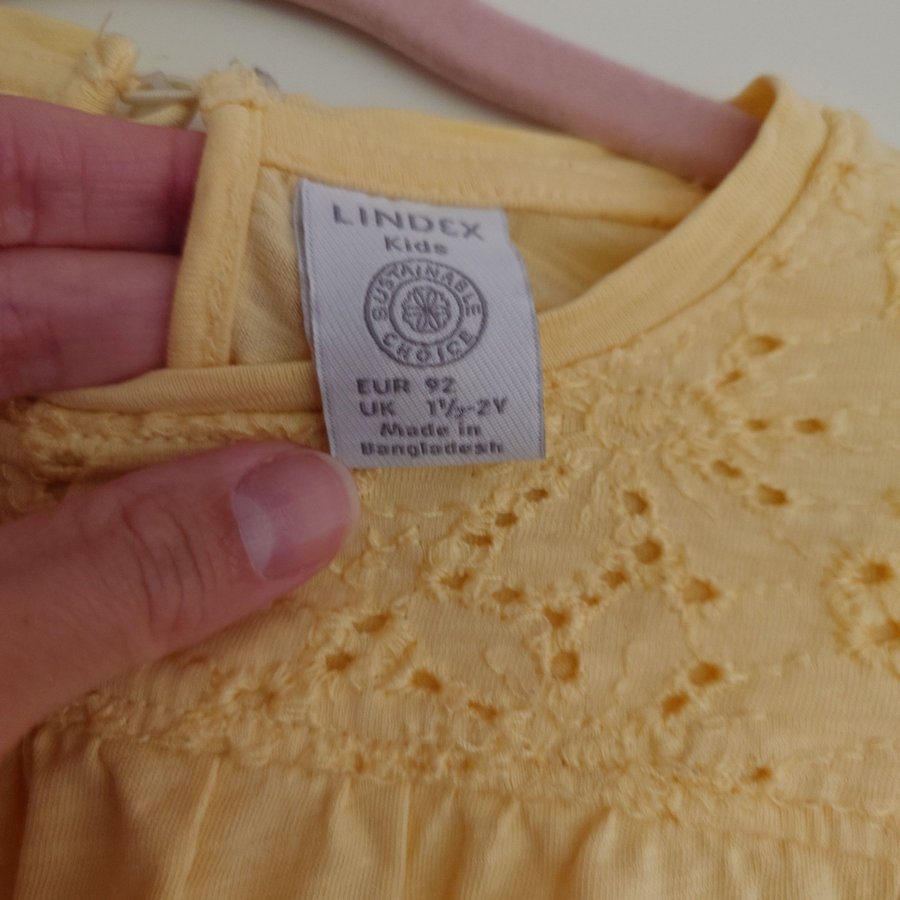 LINDEX
Kids
SUSTAINABLE
CHOICE
EUR 92
UK 1½-2Y
Made in
Bangladesh